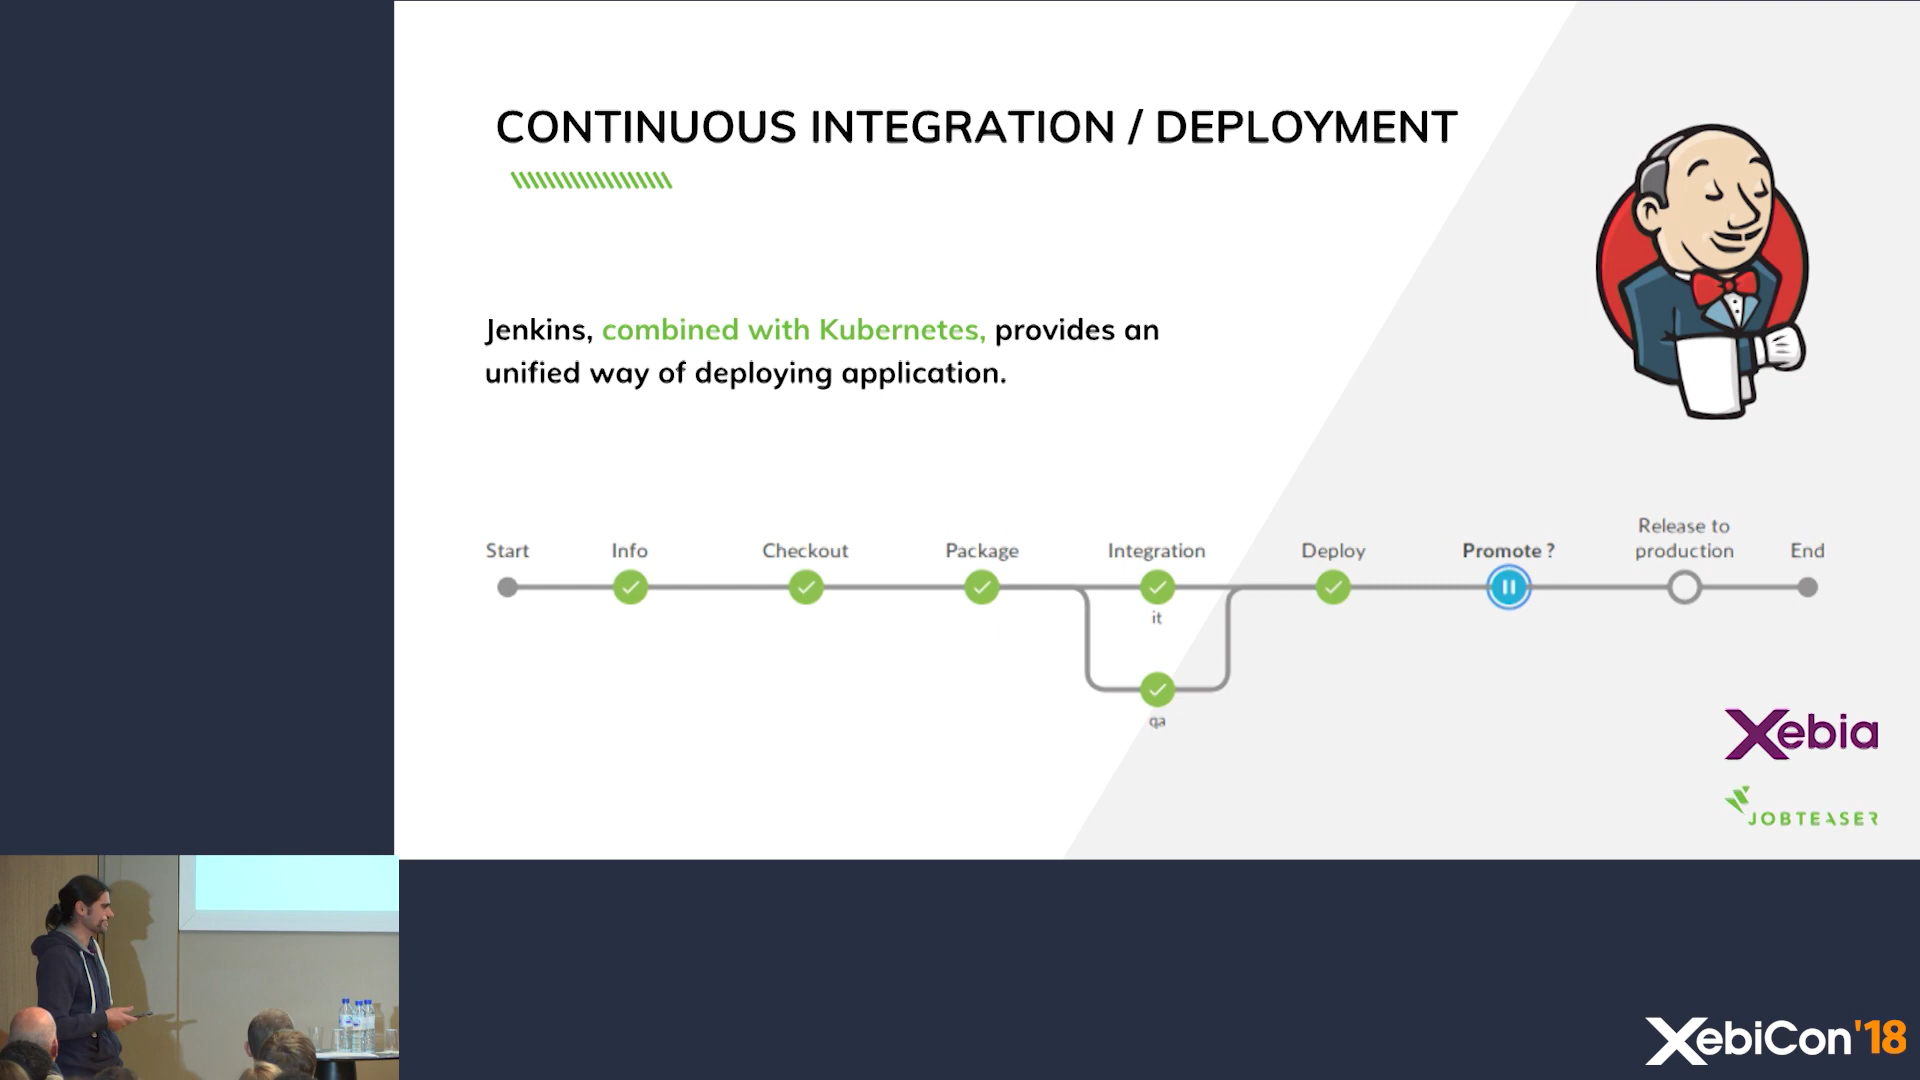 CONTINUOUS INTEGRATION / DEPLOYMENT
Jenkins, combined with Kubernetes, provides an
unified way of deploying application.
Start
Info
Checkout
Package
Integration
Deploy
Promote ?
Release to
production
End
it
qa
Xebia
JOBTEASER
XebiCon'18